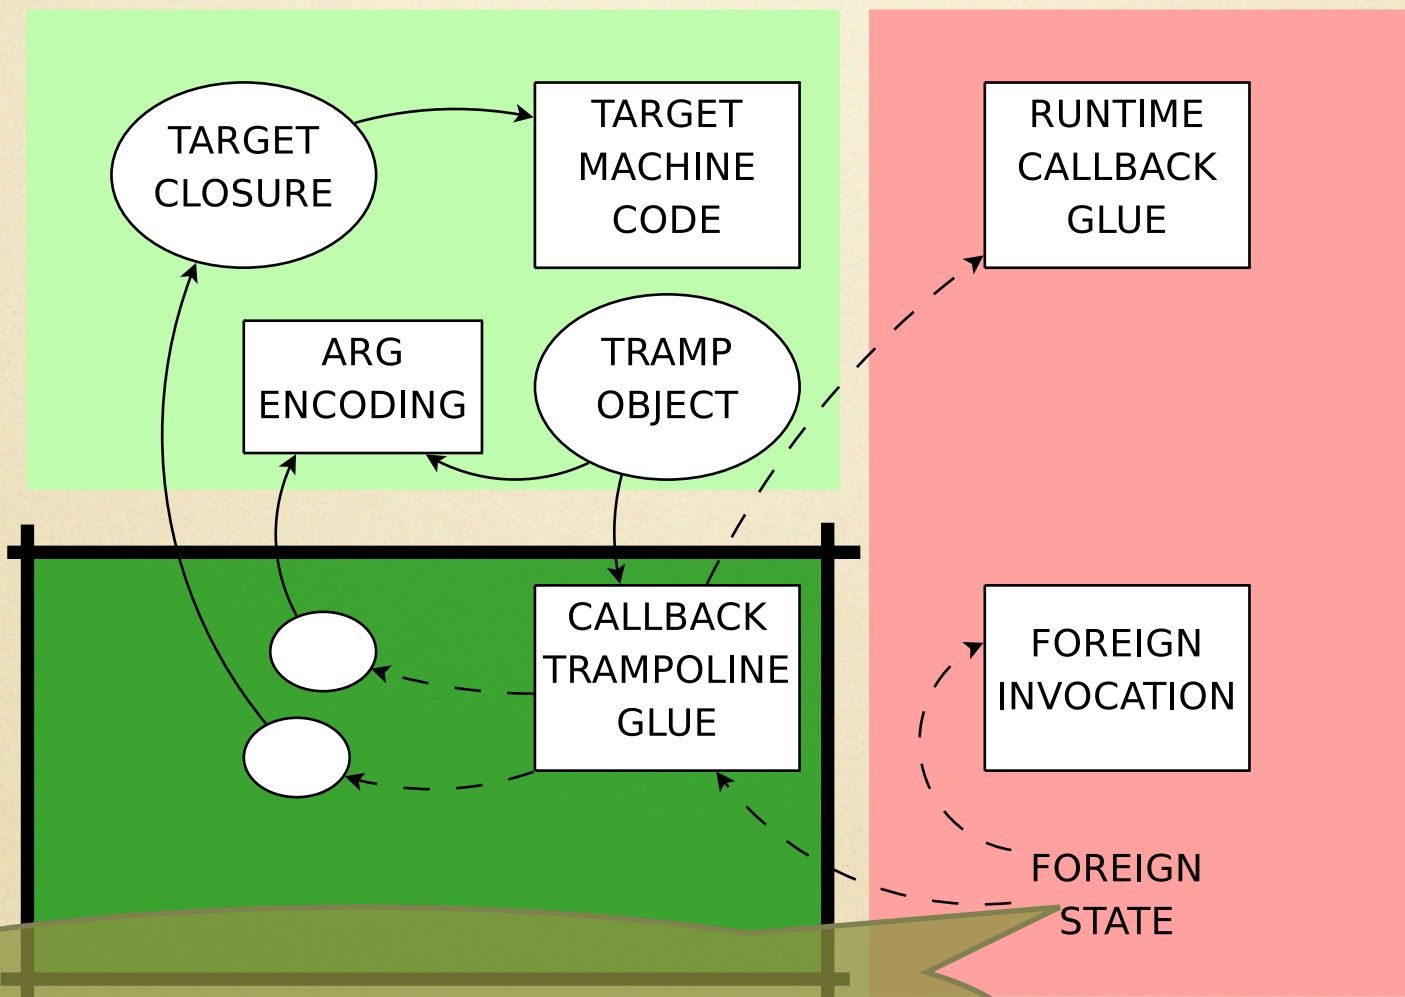 TARGET
CLOSURE
TARGET
MACHINE
CODE
RUNTIME
CALLBACK
GLUE
ARG
ENCODING
TRAMP
OBJECT
CALLBACK
TRAMPOLINE
GLUE
FOREIGN
INVOCATION
FOREIGN
STATE